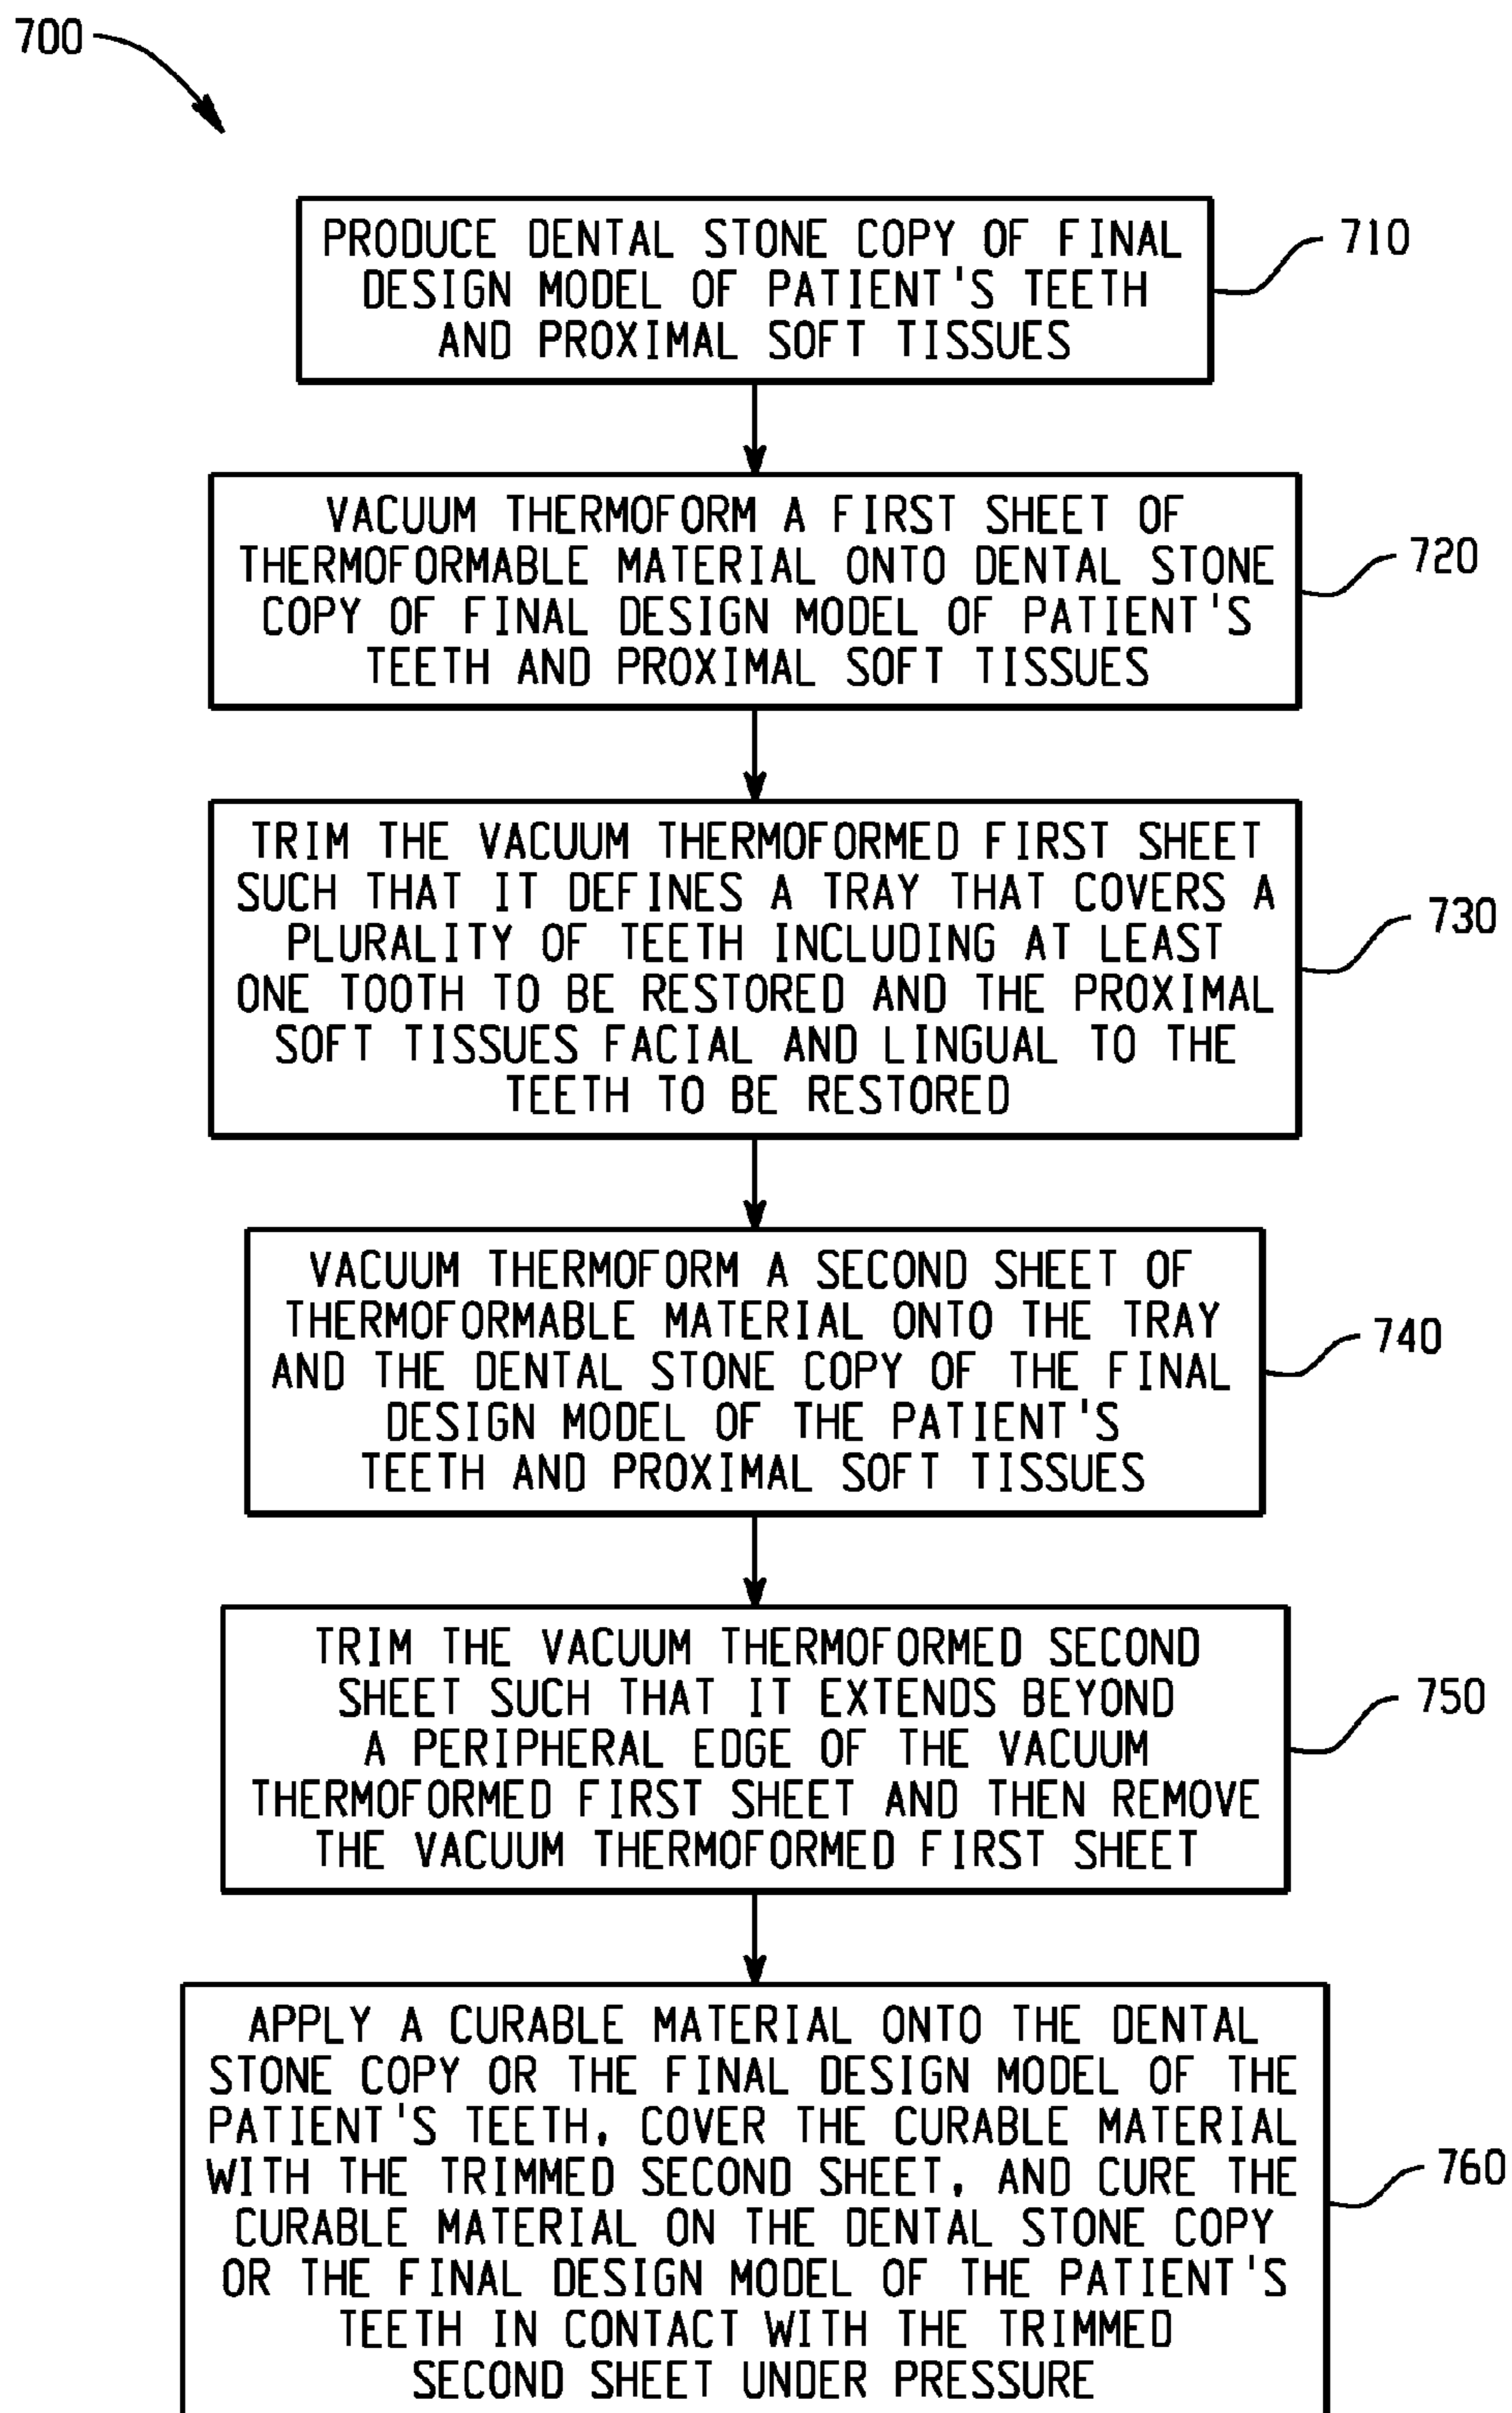 700
PRODUCE DENTAL STONE COPY OF FINAL
DESIGN MODEL OF PATIENT'S TEETH
AND PROXIMAL SOFT TISSUES
710
VACUUM THERMOFORM A FIRST SHEET OF
THERMOFORMABLE MATERIAL ONTO DENTAL STONE
COPY OF FINAL DESIGN MODEL OF PATIENT'S
TEETH AND PROXIMAL SOFT TISSUES
720
TRIM THE VACUUM THERMOFORMED FIRST SHEET
SUCH THAT IT DEFINES A TRAY THAT COVERS A
PLURALITY OF TEETH INCLUDING AT LEAST
ONE TOOTH TO BE RESTORED AND THE PROXIMAL
SOFT TISSUES FACIAL AND LINGUAL TO THE
TEETH TO BE RESTORED
730
VACUUM THERMOFORM A SECOND SHEET OF
THERMOFORMABLE MATERIAL ONTO THE TRAY
AND THE DENTAL STONE COPY OF THE FINAL
DESIGN MODEL OF THE PATIENT'S
TEETH AND PROXIMAL SOFT TISSUES
740
TRIM THE VACUUM THERMOFORMED SECOND
SHEET SUCH THAT IT EXTENDS BEYOND
A PERIPHERAL EDGE OF THE VACUUM
THERMOFORMED FIRST SHEET AND THEN REMOVE
THE VACUUM THERMOFORMED FIRST SHEET
750
APPLY A CURABLE MATERIAL ONTO THE DENTAL
STONE COPY OR THE FINAL DESIGN MODEL OF THE
PATIENT'S TEETH, COVER THE CURABLE MATERIAL
WITH THE TRIMMED SECOND SHEET, AND CURE THE
CURABLE MATERIAL ON THE DENTAL STONE COPY
OR THE FINAL DESIGN MODEL OF THE PATIENT'S
TEETH IN CONTACT WITH THE TRIMMED
SECOND SHEET UNDER PRESSURE
760